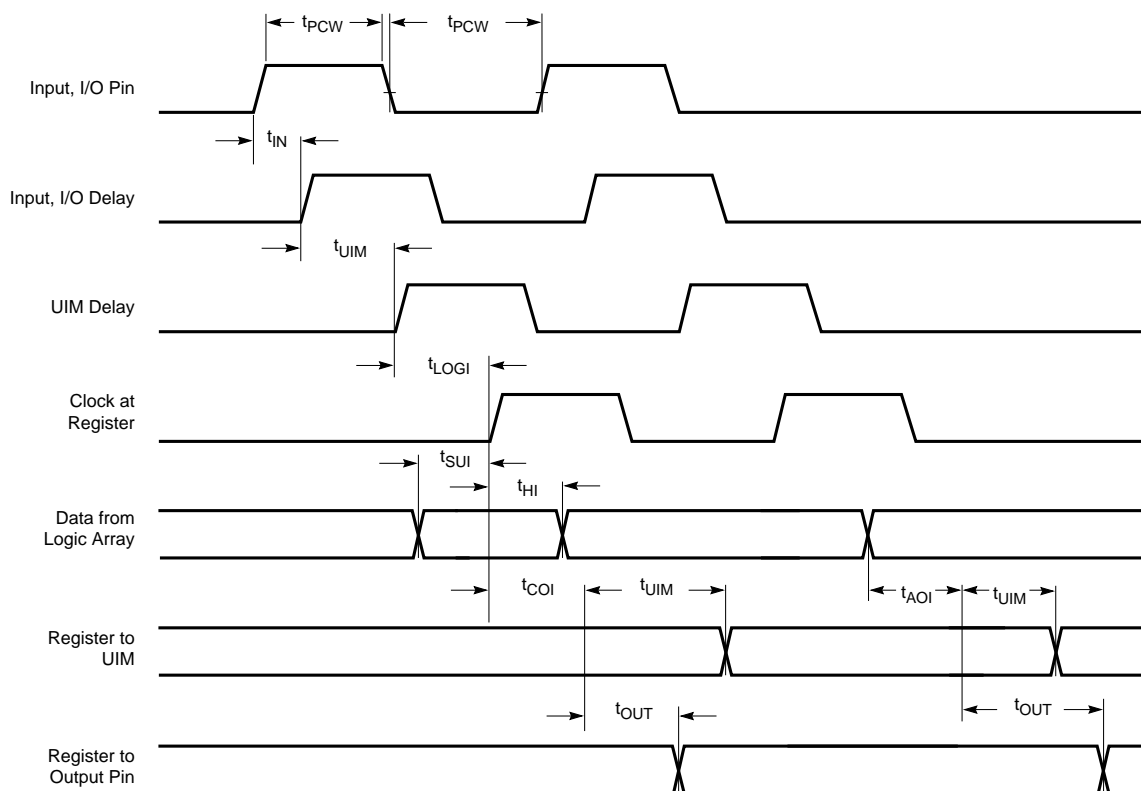 tPCW tPCW
Input, I/O Pin
tIN
Input, I/O Delay
tUIM
UIM Delay
tLOGI
Clock at
Register
tSUI
tHI
Data from
Logic Array
tCOI tUIM tAOI tUIM
Register to
UIM
tOUT tOUT
Register to
Output Pin